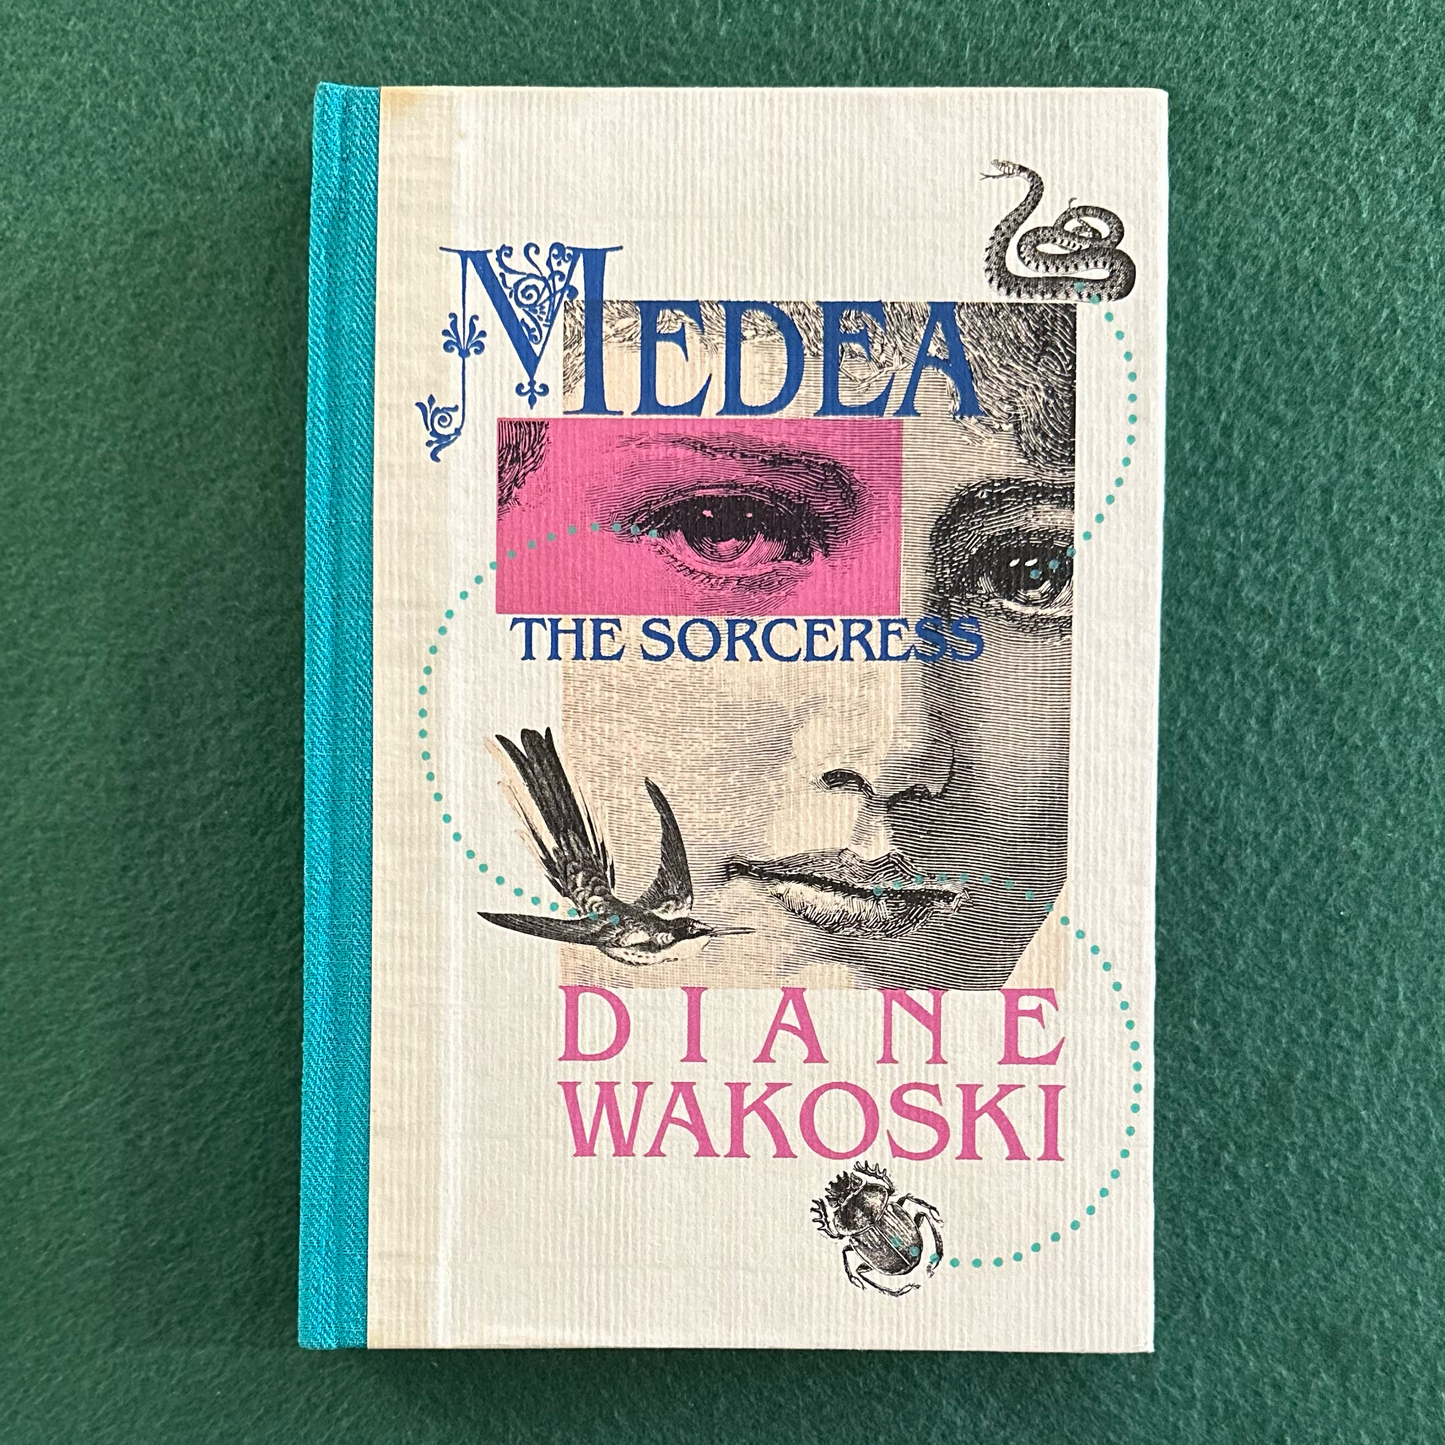 MEDEA
THE SORCERESS
DIANE
WAKOSKI